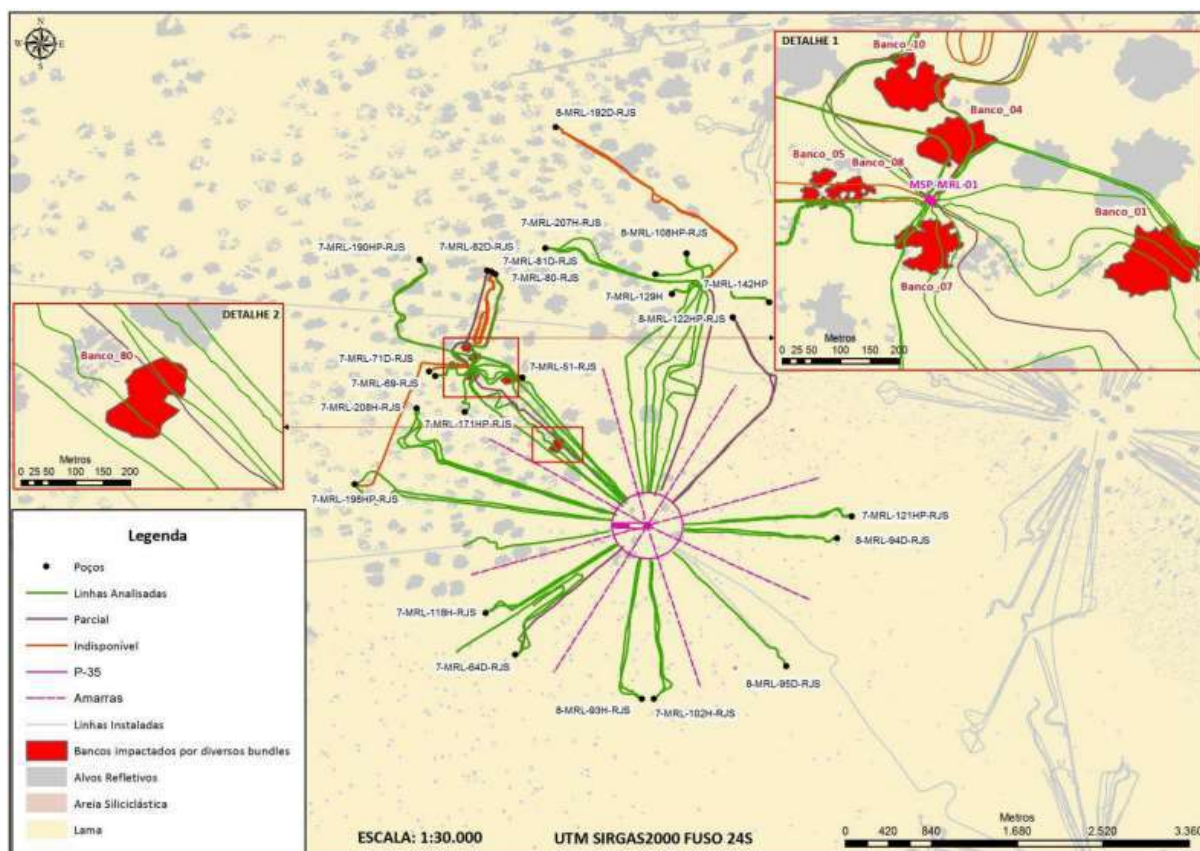 N
W
E
S
DETALHE 1
Banco_10
Banco_04
Banco_05
Banco_08
MSP-MRL-01
Banco_01
Banco_07
Metros
0 25 50 100 150 200
8-MRL-192D-RJS
7-MRL-207H-RJS
8-MRL-108HP-RJS
7-MRL-190HP-RJS
7-MRL-82D-RJS
7-MRL-81D-RJS
7-MRL-80-RJS
7-MRL-142HP
7-MRL-129H
8-MRL-122HP-RJS
DETALHE 2
Banco_80
Metros
0 25 50 100 150 200
7-MRL-71D-RJS
7-MRL-51-RJS
7-MRL-69-RJS
7-MRL-208H-RJS
7-MRL-171HP-RJS
7-MRL-198HP-RJS
7-MRL-121HP-RJS
8-MRL-94D-RJS
7-MRL-118H-RJS
7-MRL-64D-RJS
8-MRL-95D-RJS
8-MRL-93H-RJS
7-MRL-102H-RJS
Legenda
Poços
Linhas Analisadas
Parcial
Indisponível
P-35
Amarras
Linhas Instaladas
Bancos impactados por diversos bundles
Alvos Refletivos
Areia Siliciclástica
Lama
ESCALA: 1:30.000
UTM SIRGAS2000 FUSO 24S
Metros
0 420 840 1.680 2.520 3.360